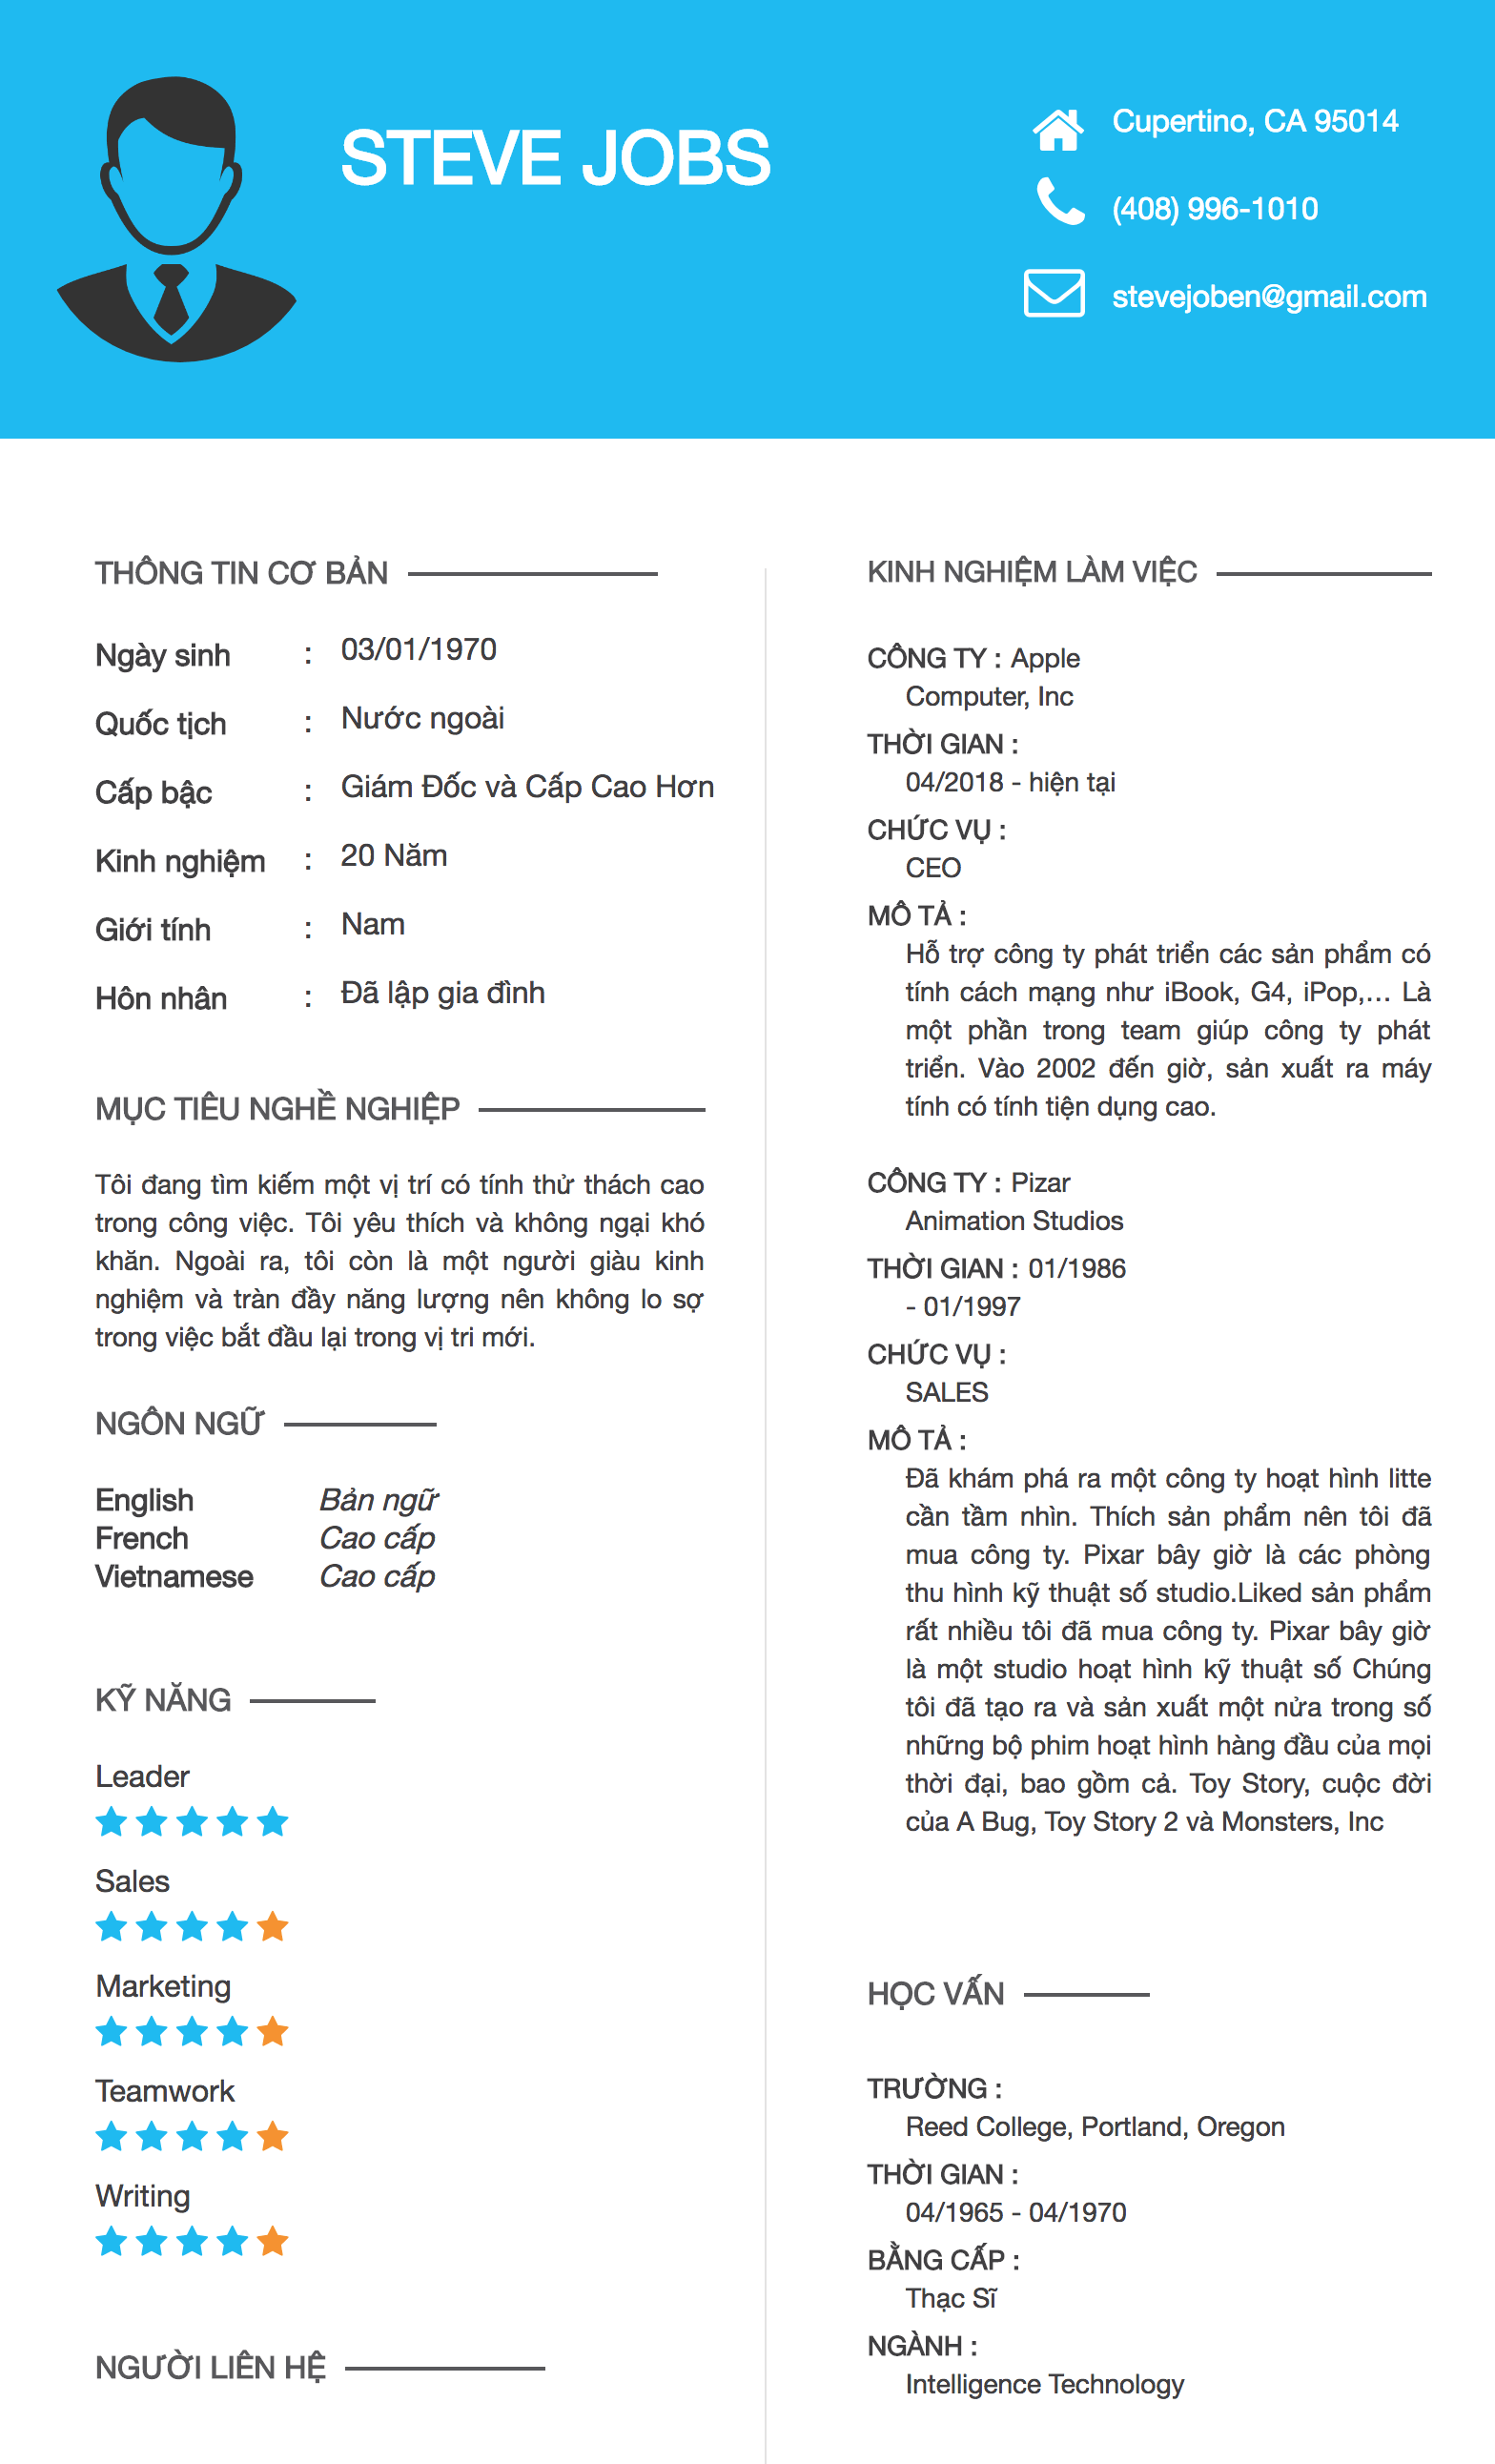 STEVE JOBS
Cupertino, CA 95014
(408) 996-1010
stevejoben@gmail.com
THÔNG TIN CƠ BẢN
Ngày sinh : 03/01/1970
Quốc tịch : Nước ngoài
Cấp bậc : Giám Đốc và Cấp Cao Hơn
Kinh nghiệm : 20 Năm
Giới tính : Nam
Hôn nhân : Đã lập gia đình
MỤC TIÊU NGHỀ NGHIỆP
Tôi đang tìm kiếm một vị trí có tính thử thách cao
trong công việc. Tôi yêu thích và không ngại khó
khăn. Ngoài ra, tôi còn là một người giàu kinh
nghiệm và tràn đầy năng lượng nên không lo sợ
trong việc bắt đầu lại trong vị tri mới.
NGÔN NGỮ
English Bản ngữ
French Cao cấp
Vietnamese Cao cấp
KỸ NĂNG
Leader
Sales
Marketing
Teamwork
Writing
NGƯỜI LIÊN HỆ
KINH NGHIỆM LÀM VIỆC
CÔNG TY : Apple
Computer, Inc
THỜI GIAN :
04/2018 - hiện tại
CHỨC VỤ :
CEO
MÔ TẢ :
Hỗ trợ công ty phát triển các sản phẩm có
tính cách mạng như iBook, G4, iPop,... Là
một phần trong team giúp công ty phát
triển. Vào 2002 đến giờ, sản xuất ra máy
tính có tính tiện dụng cao.
CÔNG TY : Pizar
Animation Studios
THỜI GIAN : 01/1986
- 01/1997
CHỨC VỤ :
SALES
MÔ TẢ :
Đã khám phá ra một công ty hoạt hình litte
cần tầm nhìn. Thích sản phẩm nên tôi đã
mua công ty. Pixar bây giờ là các phòng
thu hình kỹ thuật số studio.Liked sản phẩm
rất nhiều tôi đã mua công ty. Pixar bây giờ
là một studio hoạt hình kỹ thuật số Chúng
tôi đã tạo ra và sản xuất một nửa trong số
những bộ phim hoạt hình hàng đầu của mọi
thời đại, bao gồm cả. Toy Story, cuộc đời
của A Bug, Toy Story 2 và Monsters, Inc
HỌC VẤN
TRƯỜNG :
Reed College, Portland, Oregon
THỜI GIAN :
04/1965 - 04/1970
BẰNG CẤP :
Thạc Sĩ
NGÀNH :
Intelligence Technology